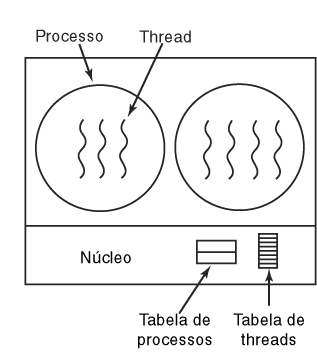 Processo
Thread
Núcleo
Tabela de
processos
Tabela de
threads